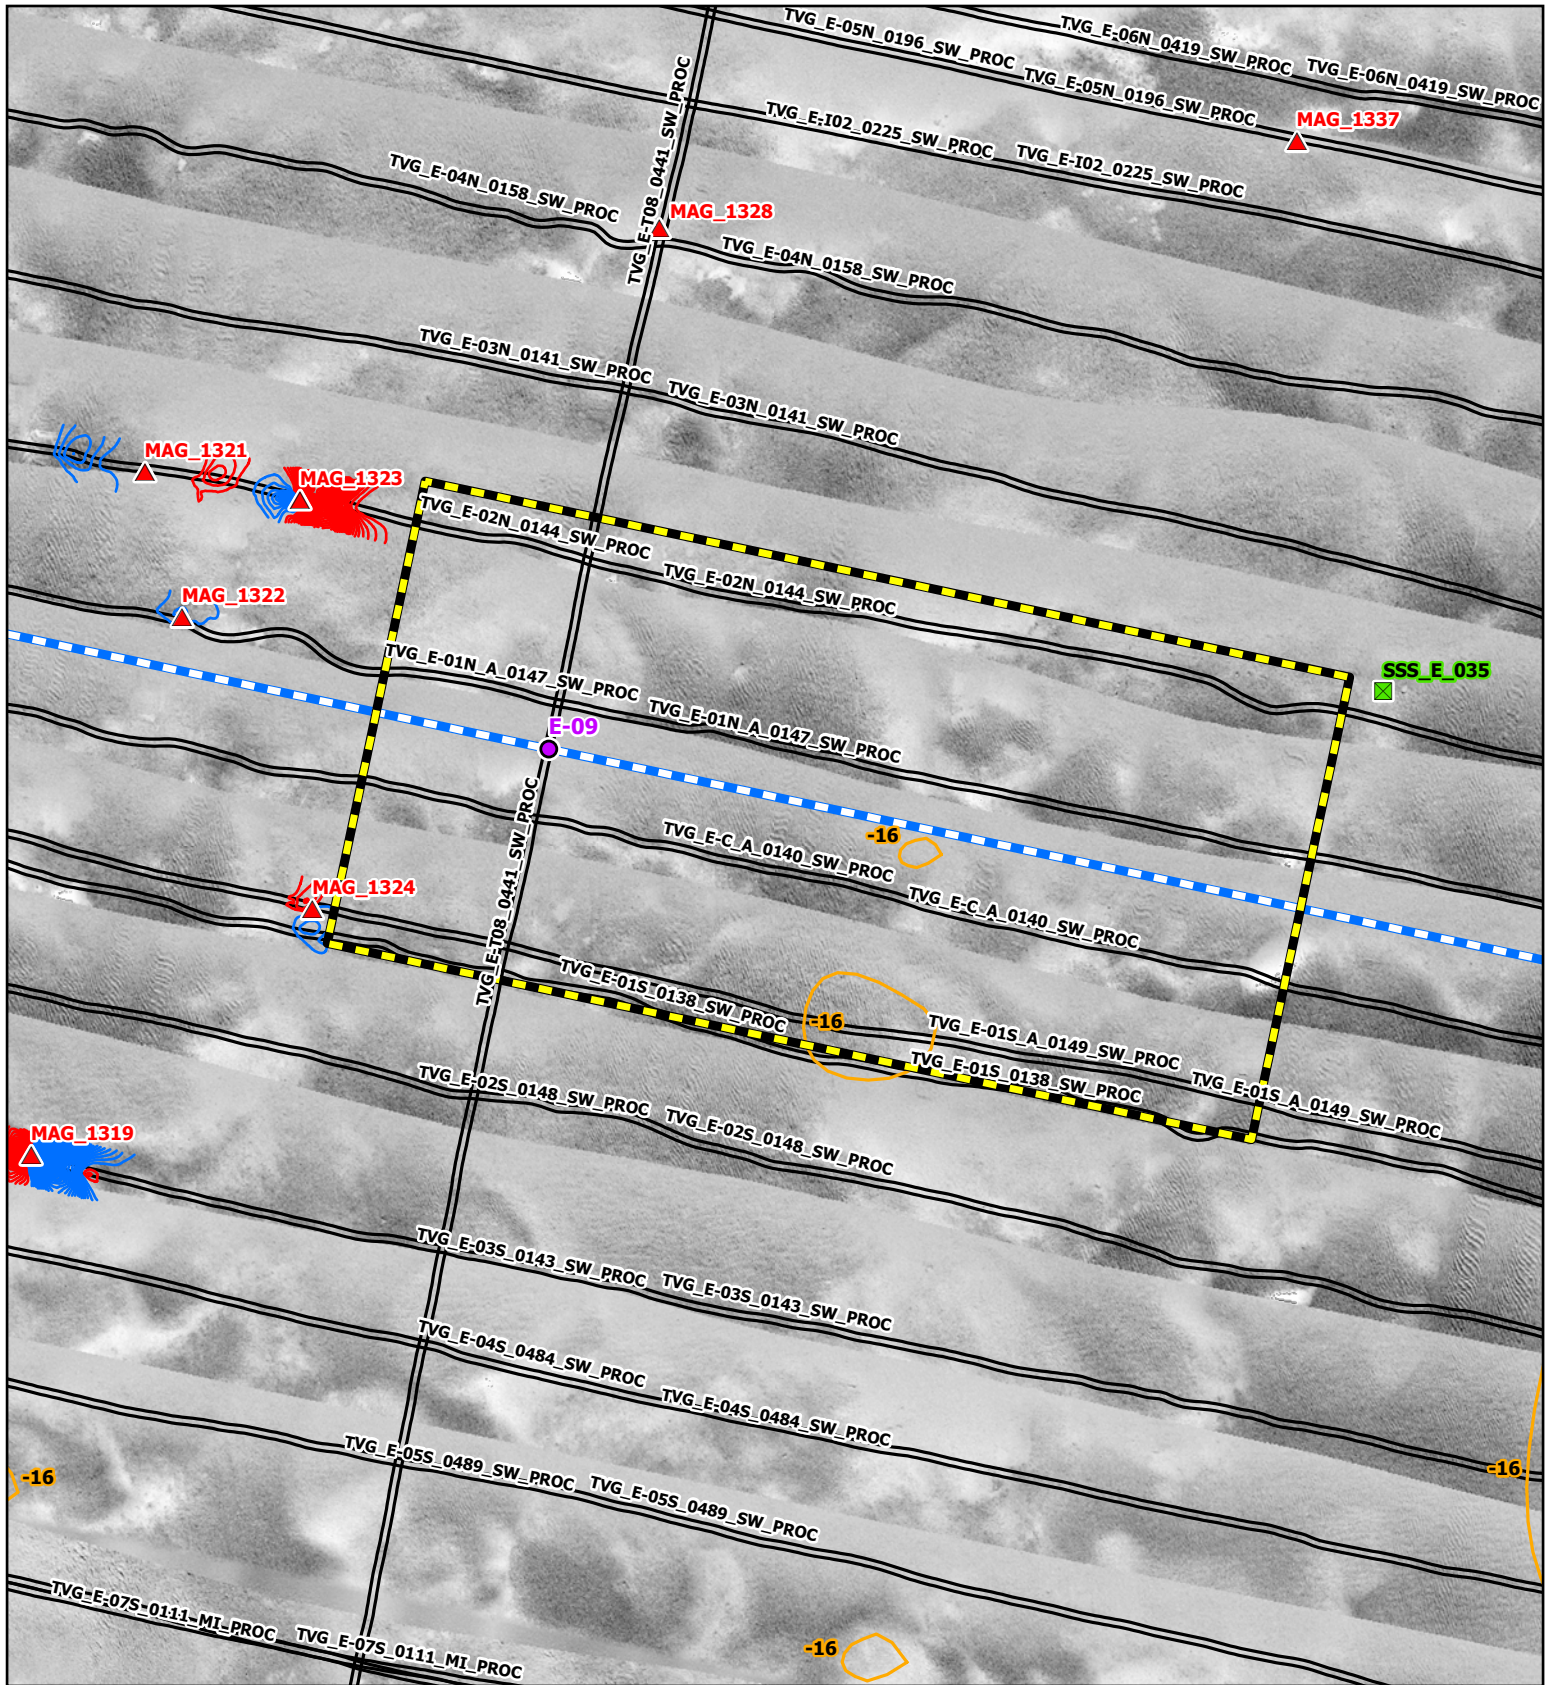 TVG_E-05N_0196_SW_PROC
TVG_E-06N_0419_SW_PROC
TVG_E-06N_0419_SW_PROC
TVG_E-05N_0196_SW_PROC
MAG_1337
TVG_E-I02_0225_SW_PROC
TVG_E-I02_0225_SW_PROC
TVG_E-T08_0441_SW_PROC
TVG_E-04N_0158_SW_PROC
MAG_1328
TVG_E-04N_0158_SW_PROC
TVG_E-03N_0141_SW_PROC
TVG_E-03N_0141_SW_PROC
MAG_1321
MAG_1323
TVG_E-02N_0144_SW_PROC
TVG_E-02N_0144_SW_PROC
MAG_1322
TVG_E-01N_A_0147_SW_PROC
SSS_E_035
TVG_E-01N_A_0147_SW_PROC
E-09
TVG_E-T08_0441_SW_PROC
-16
TVG_E-C_A_0140_SW_PROC
TVG_E-C_A_0140_SW_PROC
MAG_1324
TVG_E-01S_0138_SW_PROC
-16
TVG_E-01S_A_0149_SW_PROC
TVG_E-01S_0138_SW_PROC
TVG_E-01S_A_0149_SW_PROC
TVG_E-02S_0148_SW_PROC
TVG_E-02S_0148_SW_PROC
MAG_1319
TVG_E-03S_0143_SW_PROC
TVG_E-03S_0143_SW_PROC
TVG_E-04S_0484_SW_PROC
TVG_E-04S_0484_SW_PROC
TVG_E-05S_0489_SW_PROC
TVG_E-05S_0489_SW_PROC
-16
-16
TVG_E-07S_0111_MI_PROC
TVG_E-07S_0111_MI_PROC
-16